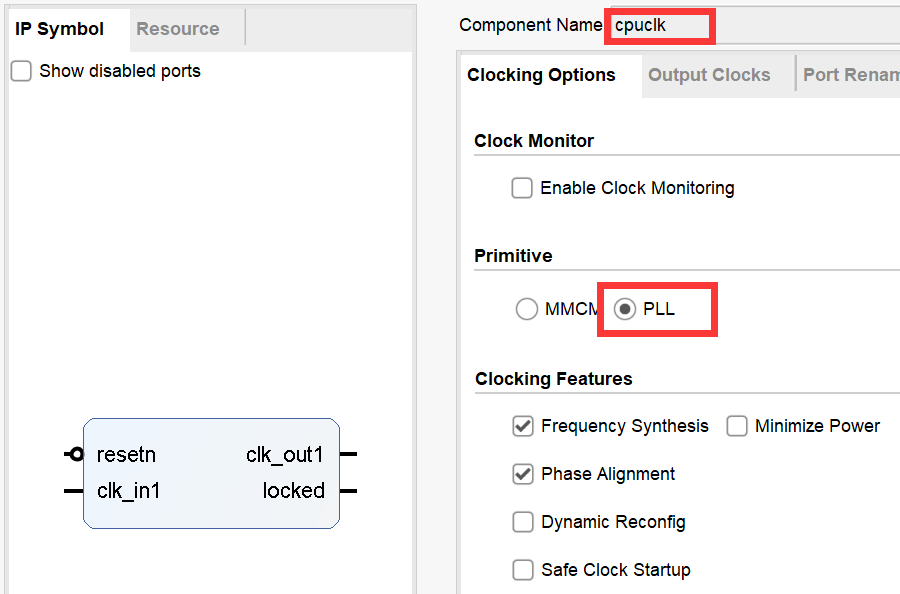 IP Symbol
Resource
Show disabled ports
resetn
clk_in1
clk_out1
locked
Component Name
cpuclk
Clocking Options
Output Clocks
Port Renam
Clock Monitor
Enable Clock Monitoring
Primitive
MMCM
PLL
Clocking Features
Frequency Synthesis
Minimize Power
Phase Alignment
Dynamic Reconfig
Safe Clock Startup